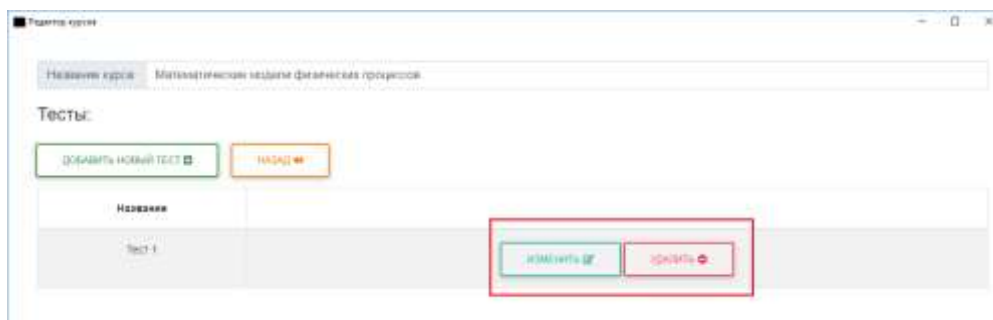 Редактор курсов
Название курса Математические модели физических процессов
Тесты:
ДОБАВИТЬ НОВЫЙ ТЕСТ НАЗАД
Название
Тест 1
ИЗМЕНИТЬ УДАЛИТЬ